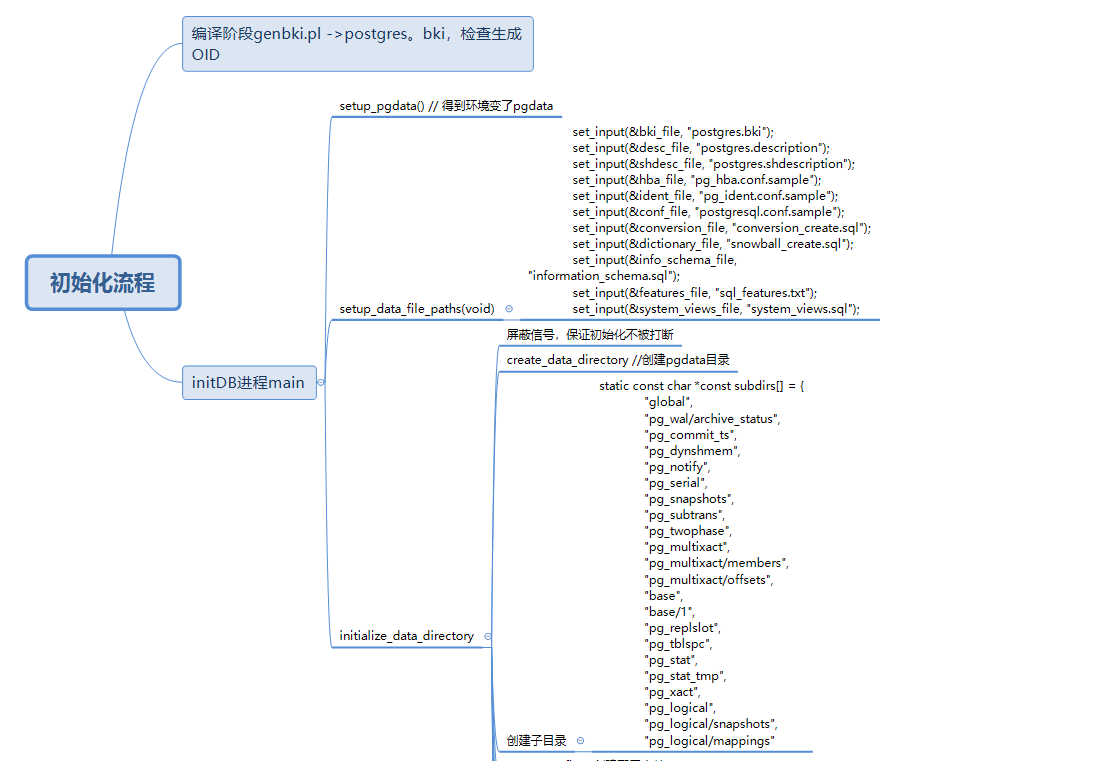 初始化流程
编译阶段genbki.pl ->postgres。bki，检查生成
OID
initDB进程main
setup_pgdata() // 得到环境变了pgdata
setup_data_file_paths(void)
set_input(&bki_file, "postgres.bki");
set_input(&desc_file, "postgres.description");
set_input(&shdesc_file, "postgres.shdescription");
set_input(&hba_file, "pg_hba.conf.sample");
set_input(&ident_file, "pg_ident.conf.sample");
set_input(&conf_file, "postgresql.conf.sample");
set_input(&conversion_file, "conversion_create.sql");
set_input(&dictionary_file, "snowball_create.sql");
set_input(&info_schema_file,
"information_schema.sql");
set_input(&features_file, "sql_features.txt");
set_input(&system_views_file, "system_views.sql");
initialize_data_directory
屏蔽信号，保证初始化不被打断
create_data_directory //创建pgdata目录
创建子目录
static const char *const subdirs[] = {
"global",
"pg_wal/archive_status",
"pg_commit_ts",
"pg_dynshmem",
"pg_notify",
"pg_serial",
"pg_snapshots",
"pg_subtrans",
"pg_twophase",
"pg_multixact",
"pg_multixact/members",
"pg_multixact/offsets",
"base",
"base/1",
"pg_replslot",
"pg_tblspc",
"pg_stat",
"pg_stat_tmp",
"pg_xact",
"pg_logical",
"pg_logical/snapshots",
"pg_logical/mappings"